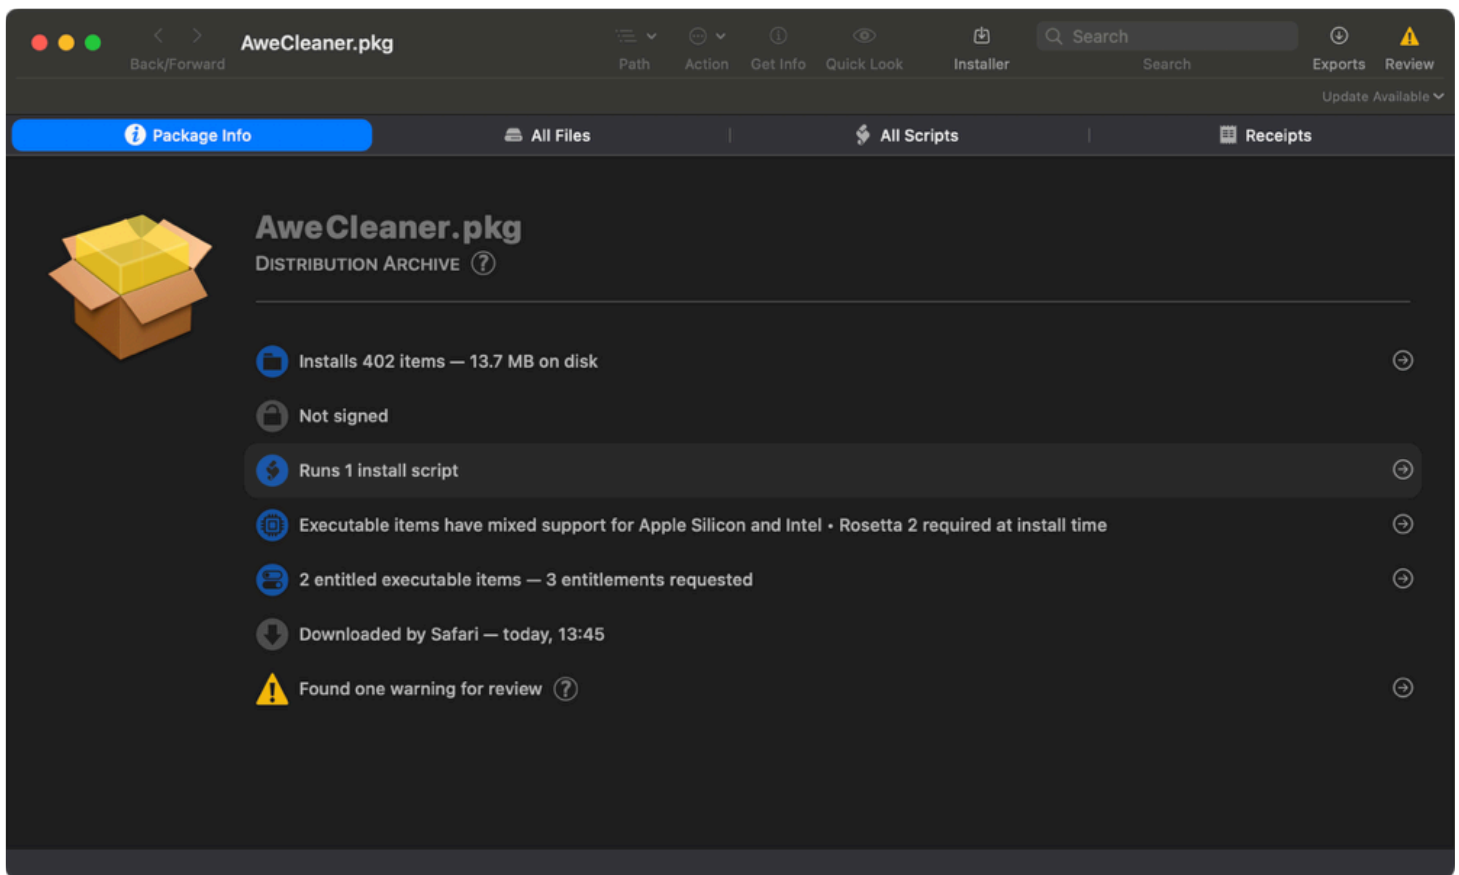 AweCleaner.pkg
Back/Forward
Path
Action
Get Info
Quick Look
Installer
Search
Search
Exports
Review
Update Available
Package Info
All Files
All Scripts
Receipts
AweCleaner.pkg
DISTRIBUTION ARCHIVE ?
Installs 402 items — 13.7 MB on disk
Not signed
Runs 1 install script
Executable items have mixed support for Apple Silicon and Intel • Rosetta 2 required at install time
2 entitled executable items — 3 entitlements requested
Downloaded by Safari — today, 13:45
Found one warning for review ?